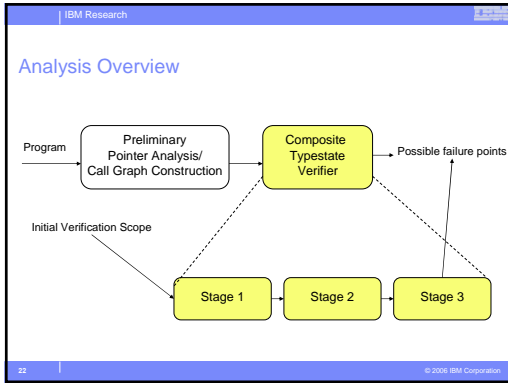 IBM Research
IBM
Analysis Overview
Program
Preliminary
Pointer Analysis/
Call Graph Construction
Composite
Typestate
Verifier
Possible failure points
Initial Verification Scope
Stage 1
Stage 2
Stage 3
22
© 2006 IBM Corporation